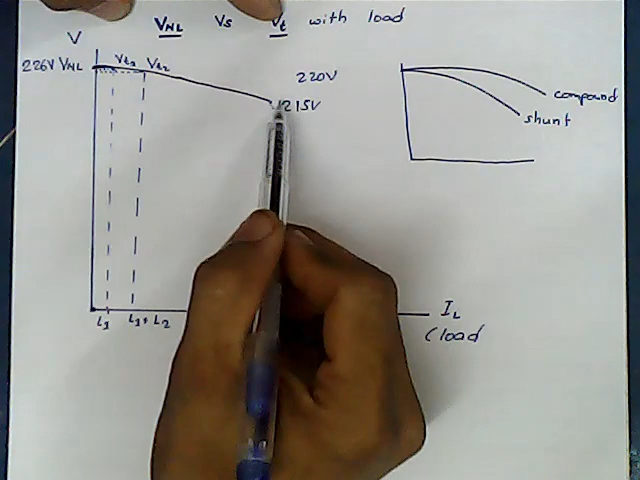 VNL Vs Vt with load
V
226V VNL Vt1 Vt2
220V
215V
compound
shunt
L1 L1+L2
IL
(load